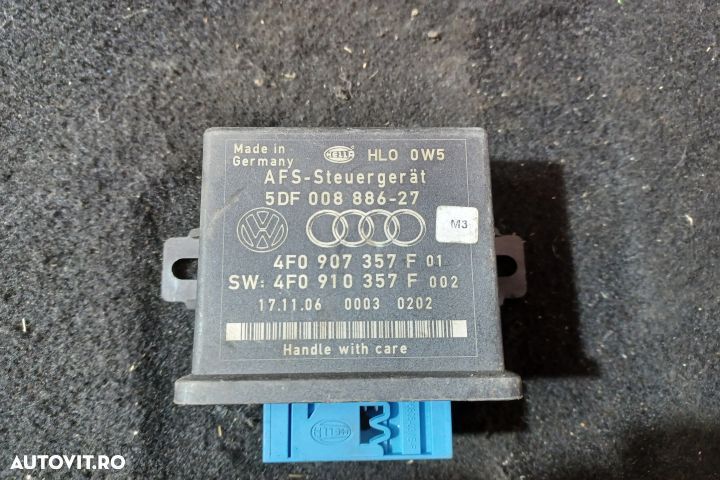 Made in
Germany
HELLA
HLO 0W5
AFS-Steuergerät
5DF 008 886-27
M3
4F0 907 357 F 01
SW: 4F0 910 357 F 002
17.11.06 0003 0202
Handle with care
HELLA
AUTOVIT.RO